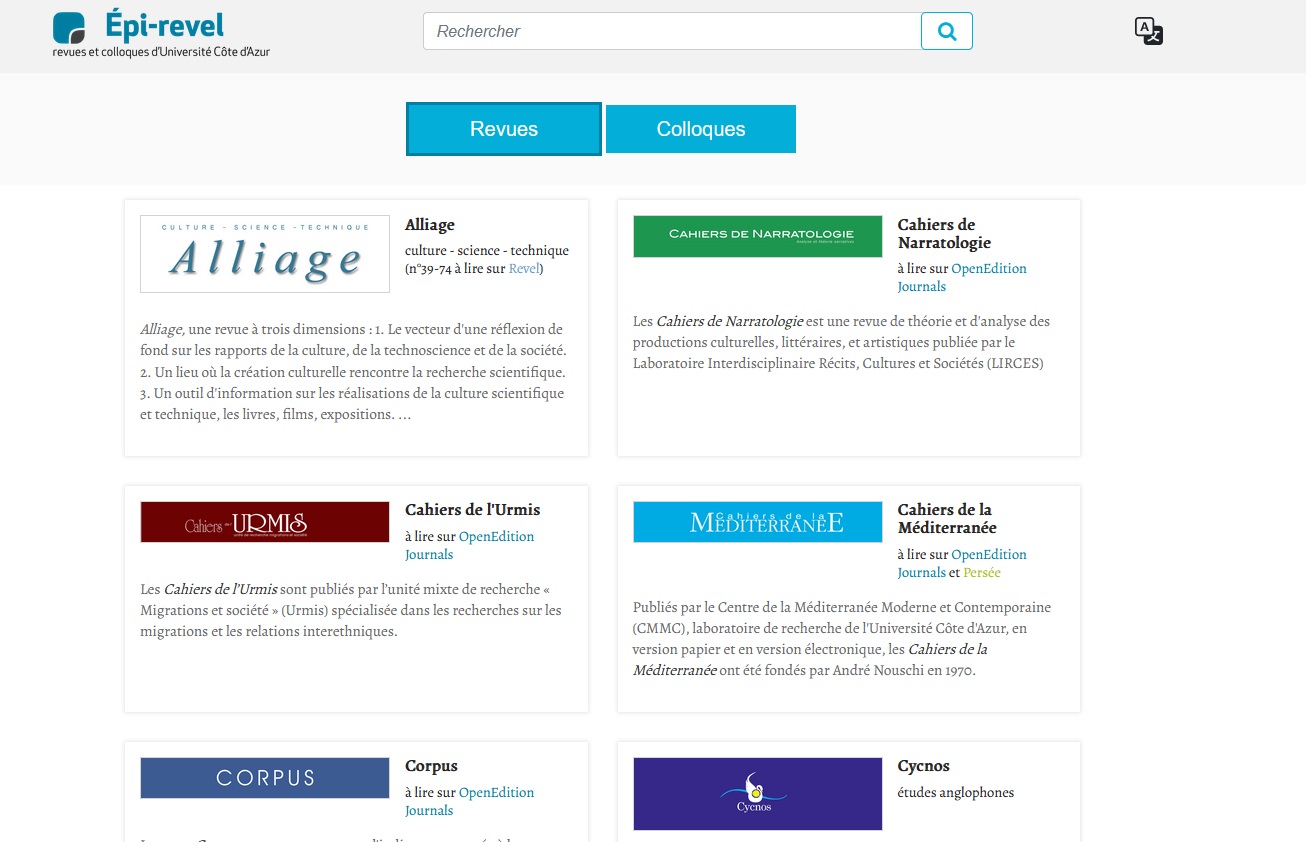 Épi-revel
revues et colloques d'Université Côte d'Azur
Rechercher
A
Revues
Colloques
CULTURE - SCIENCE - TECHNIQUE
Alliage
Alliage
culture - science - technique
(n°39-74 à lire sur Revel)
Alliage, une revue à trois dimensions : 1. Le vecteur d'une réflexion de
fond sur les rapports de la culture, de la technoscience et de la société.
2. Un lieu où la création culturelle rencontre la recherche scientifique.
3. Un outil d'information sur les réalisations de la culture scientifique
et technique, les livres, films, expositions. ...
CAHIERS DE NARRATOLOGIE
Analyse et théorie narratives
Cahiers de
Narratologie
à lire sur OpenEdition
Journals
Les Cahiers de Narratologie est une revue de théorie et d'analyse des
productions culturelles, littéraires, et artistiques publiée par le
Laboratoire Interdisciplinaire Récits, Cultures et Sociétés (LIRCES)
Cahiers de l' URMIS
unité de recherche migrations et société
Cahiers de l'Urmis
à lire sur OpenEdition
Journals
Les Cahiers de l'Urmis sont publiés par l'unité mixte de recherche «
Migrations et société » (Urmis) spécialisée dans les recherches sur les
migrations et les relations interethniques.
Cahiers de la
MÉDITERRANÉE
Cahiers de la
Méditerranée
à lire sur OpenEdition
Journals et Persée
Publiés par le Centre de la Méditerranée Moderne et Contemporaine
(CMMC), laboratoire de recherche de l'Université Côte d'Azur, en
version papier et en version électronique, les Cahiers de la
Méditerranée ont été fondés par André Nouschi en 1970.
CORPUS
Corpus
à lire sur OpenEdition
Journals
Cycnos
Cycnos
études anglophones